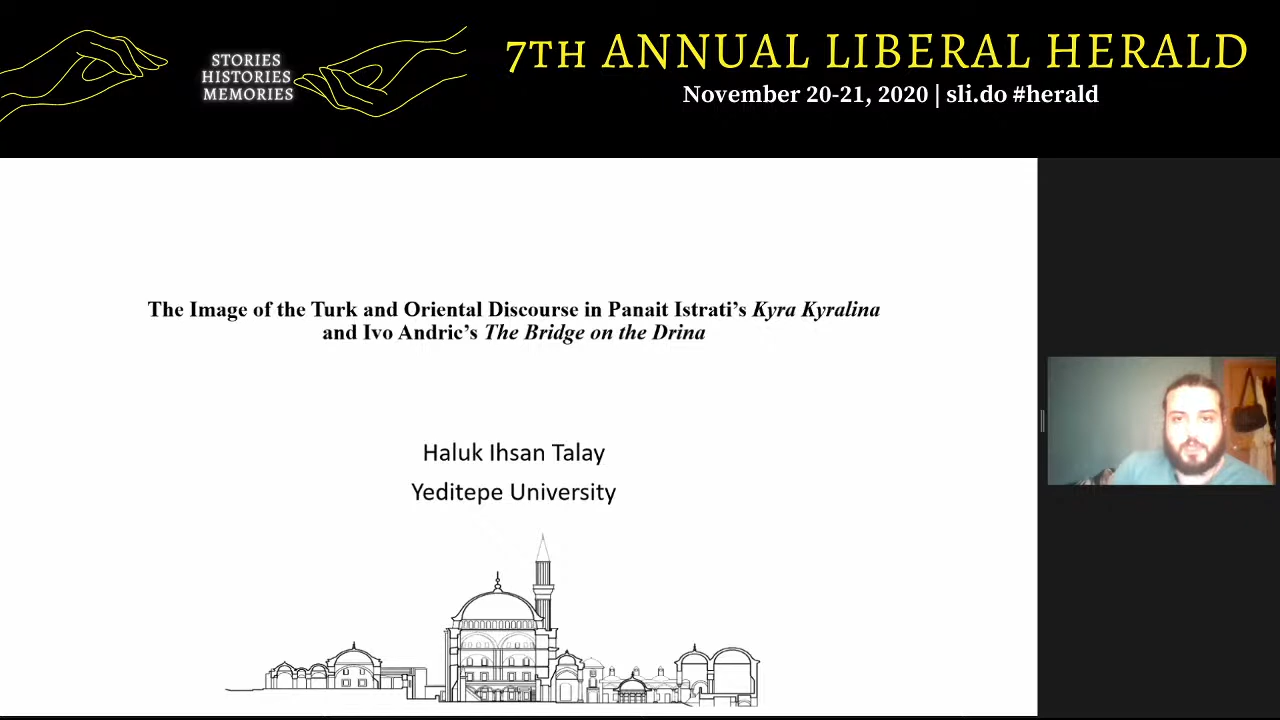 STORIES
HISTORIES
MEMORIES
7TH ANNUAL LIBERAL HERALD
November 20-21, 2020 | sli.do #herald
The Image of the Turk and Oriental Discourse in Panait Istrati’s Kyra Kyralina
and Ivo Andric’s The Bridge on the Drina
Haluk Ihsan Talay
Yeditepe University